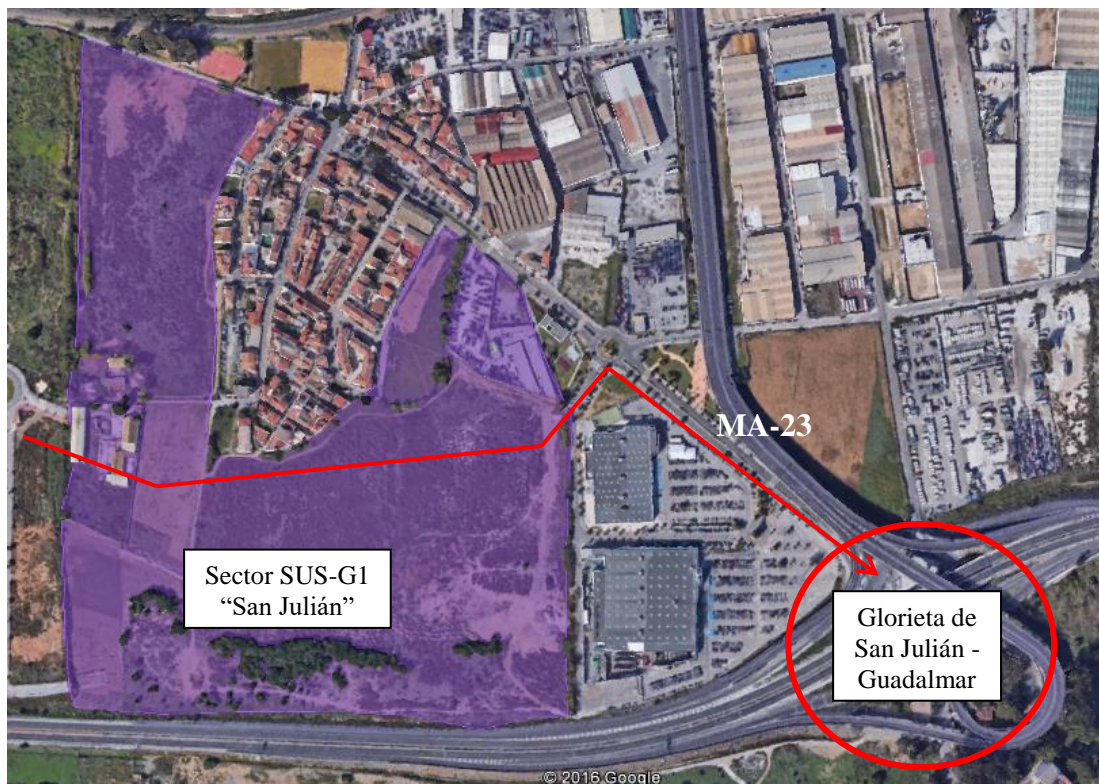 MA-23
Sector SUS-G1
“San Julián”
Glorieta de
San Julián -
Guadalmar
© 2016 Google